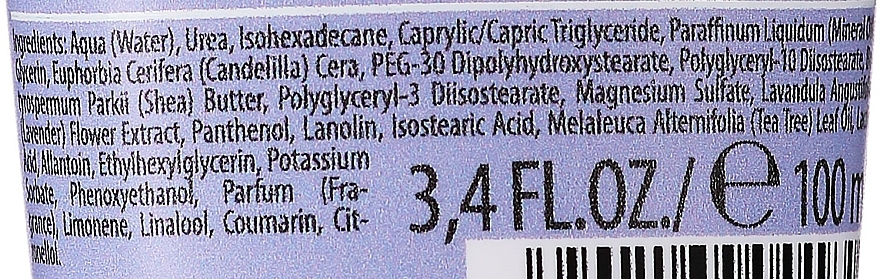 Ingredients: Aqua (Water), Urea, Isohexadecane, Caprylic/Capric Triglyceride, Paraffinum Liquidum (Mineral
Glycerin, Euphorbia Cerifera (Candelilla) Cera, PEG-30 Dipolyhydroxystearate, Polyglyceryl-10 Diisostearate,
Parkii (Shea) Butter, Polyglyceryl-3 Diisostearate, Magnesium Sulfate, Lavandula
(Lavender) Flower Extract, Panthenol, Lanolin, Isostearic Acid, Melaleuca Alternifolia (Tea Tree) Leaf Oil,
Acid, Allantoin, Ethylhexylglycerin, Potassium
Sorbate, Phenoxyethanol, Parfum (Fra-
grance), Limonene, Linalool, Coumarin, Cit-
ronellol.
3,4 FL.OZ./ ℮ 100